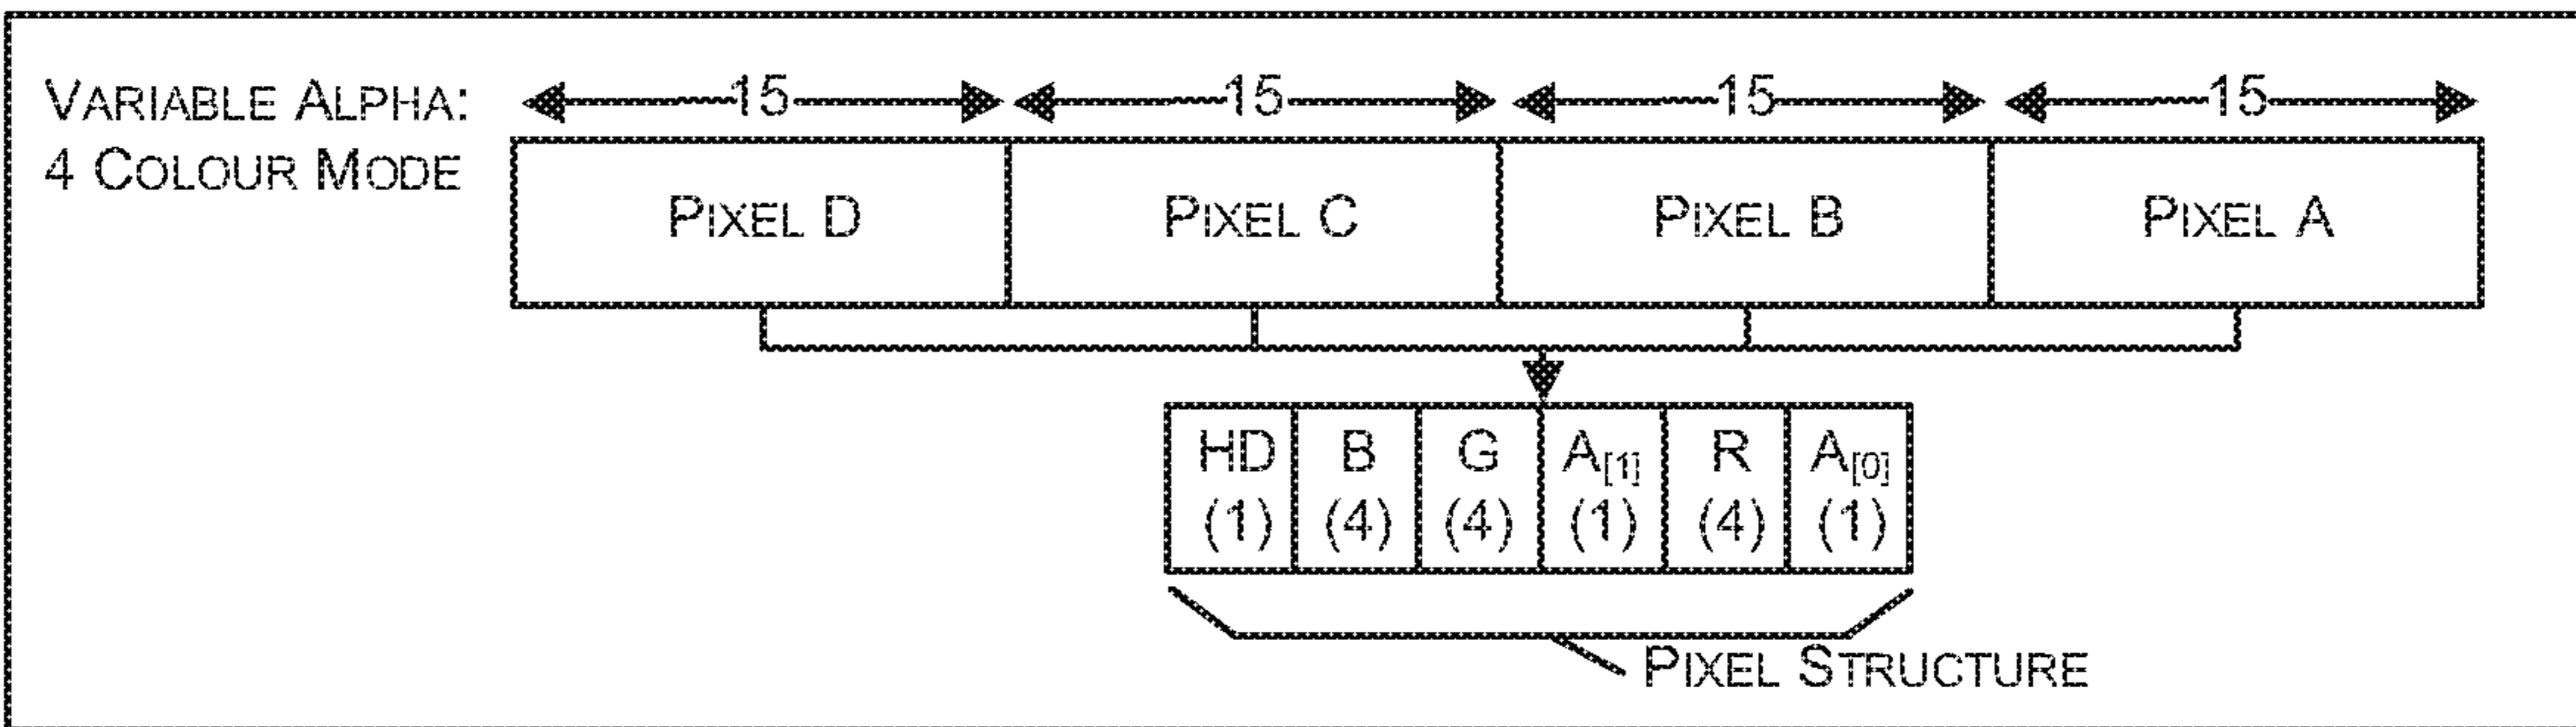 VARIABLE ALPHA:
4 COLOUR MODE
15 15 15 15
PIXEL D PIXEL C PIXEL B PIXEL A
HD B G A[1] R A[0]
(1) (4) (4) (1) (4) (1)
PIXEL STRUCTURE